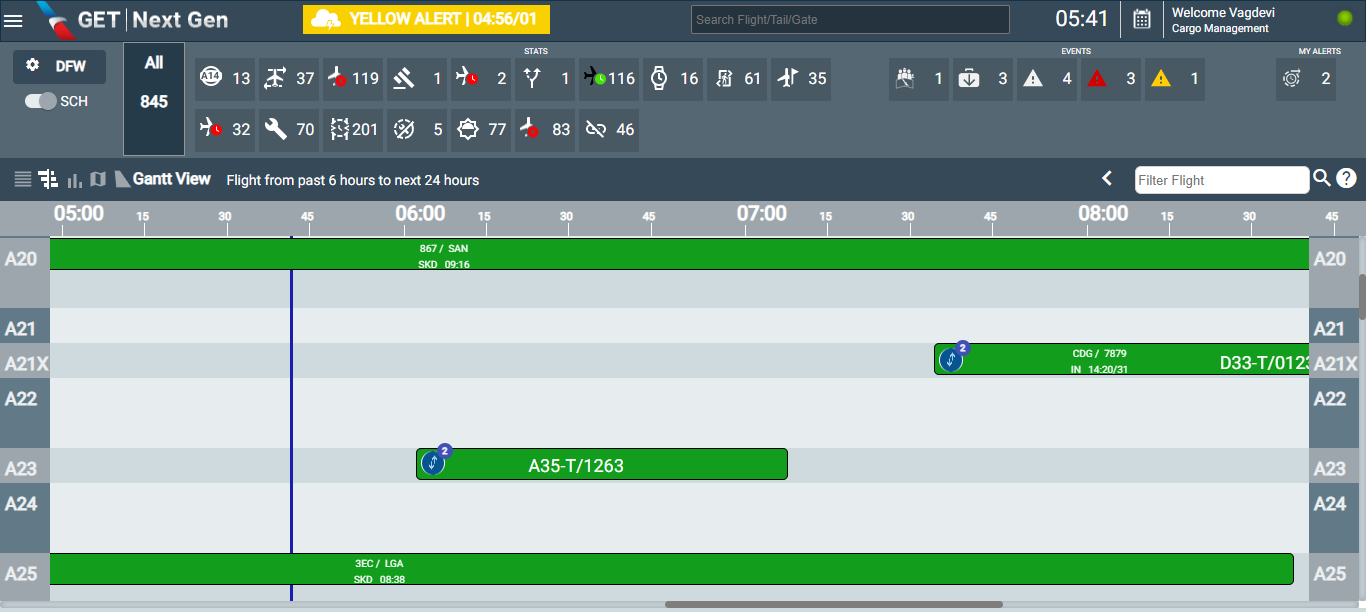 GET | Next Gen
YELLOW ALERT | 04:56/01
Search Flight/Tail/Gate
05:41
Welcome Vagdevi
Cargo Management
DFW
SCH
All
845
STATS
EVENTS
MY ALERTS
A14 13 37 119 1 2 1 116 16 61 35
1 3 4 3 1
2
32 70 201 5 77 83 46
Gantt View
Flight from past 6 hours to next 24 hours
Filter Flight
?
05:00 15 30 45 06:00 15 30 45 07:00 15 30 45 08:00 15 30 45
A20 867 / SAN A20
SKD 09:16
A21 A21
A21X 2 CDG / 7879 D33-T/0123 A21X
IN 14:20/31
A22 A22
A23 2 A35-T/1263 A23
A24 A24
A25 3EC / LGA A25
SKD 08:38